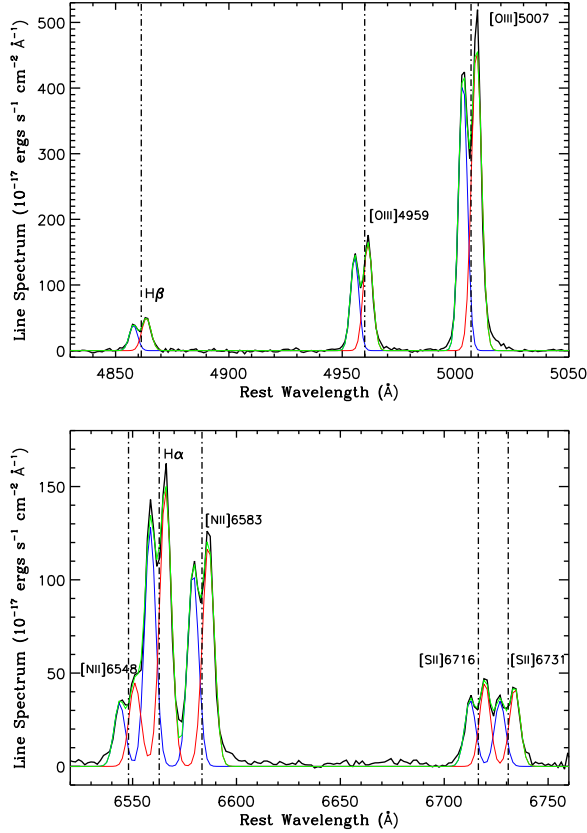 [OIII]5007
[OIII]4959
Hβ
500
400
300
200
100
0
4850
4900
4950
5000
5050
Rest Wavelength (Å)
Line Spectrum (10⁻¹⁷ ergs s⁻¹ cm⁻² Å⁻¹)
Hα
[NII]6583
[NII]6548
[SII]6716
[SII]6731
150
100
50
0
6550
6600
6650
6700
6750
Rest Wavelength (Å)
Line Spectrum (10⁻¹⁷ ergs s⁻¹ cm⁻² Å⁻¹)